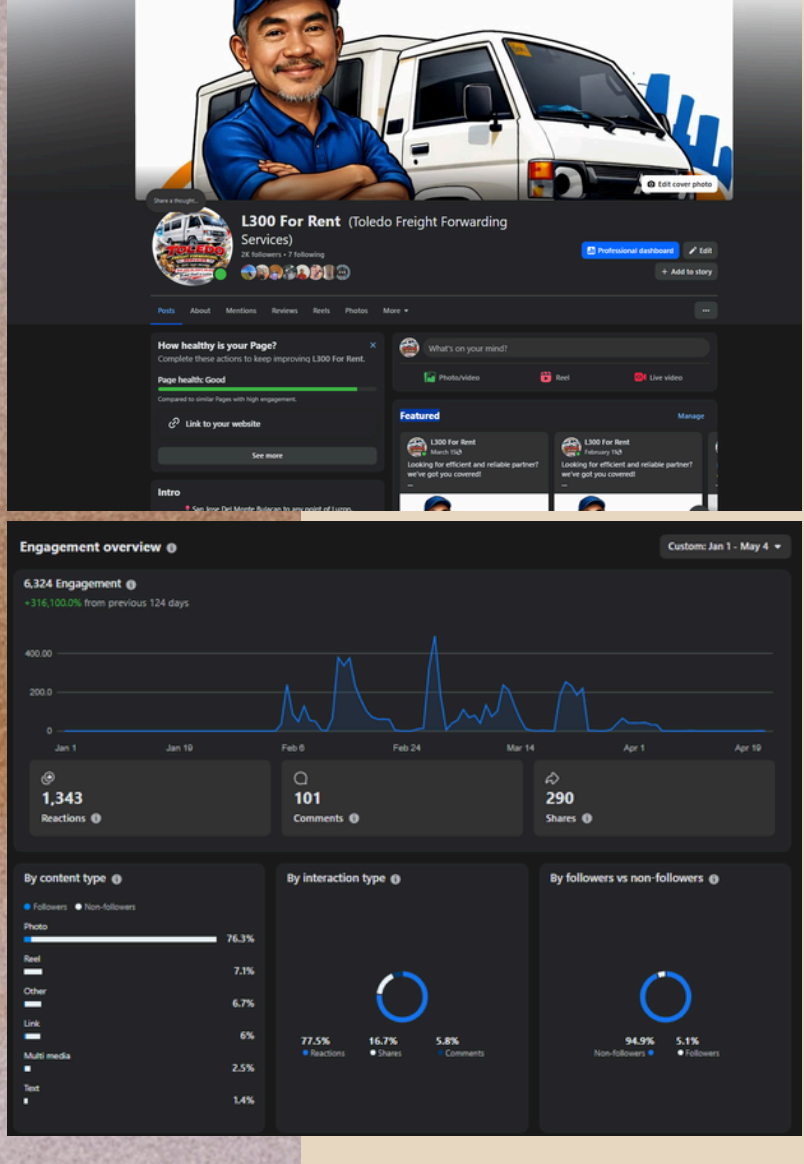 Edit cover photo
Share a thought...
L300 For Rent (Toledo Freight Forwarding
Services)
2K followers • 7 following
Professional dashboard
Edit
+ Add to story
TOLEDO
Posts About Mentions Reviews Reels Photos More
How healthy is your Page?
Complete these actions to keep improving L300 For Rent.
Page health: Good
Compared to similar Pages with high engagement.
Link to your website
See more
Intro
San Jose Del Monte Bulacan to any point of Luzon.
What's on your mind?
Photo/video Reel Live video
Featured Manage
L300 For Rent
March 11
Looking for efficient and reliable partner?
we've got you covered!
...
L300 For Rent
February 11
Looking for efficient and reliable partner?
we've got you covered!
...
Engagement overview
Custom: Jan 1 - May 4
6,324 Engagement
+316,100.0% from previous 124 days
400.00
200.0
0
Jan 1 Jan 19 Feb 6 Feb 24 Mar 14 Apr 1 Apr 19
1,343
Reactions
101
Comments
290
Shares
By content type
Followers Non-followers
Photo
76.3%
Reel
7.1%
Other
6.7%
Link
6%
Multi media
2.5%
Text
1.4%
By interaction type
77.5% 16.7% 5.8%
Reactions Shares Comments
By followers vs non-followers
94.9% 5.1%
Non-followers Followers